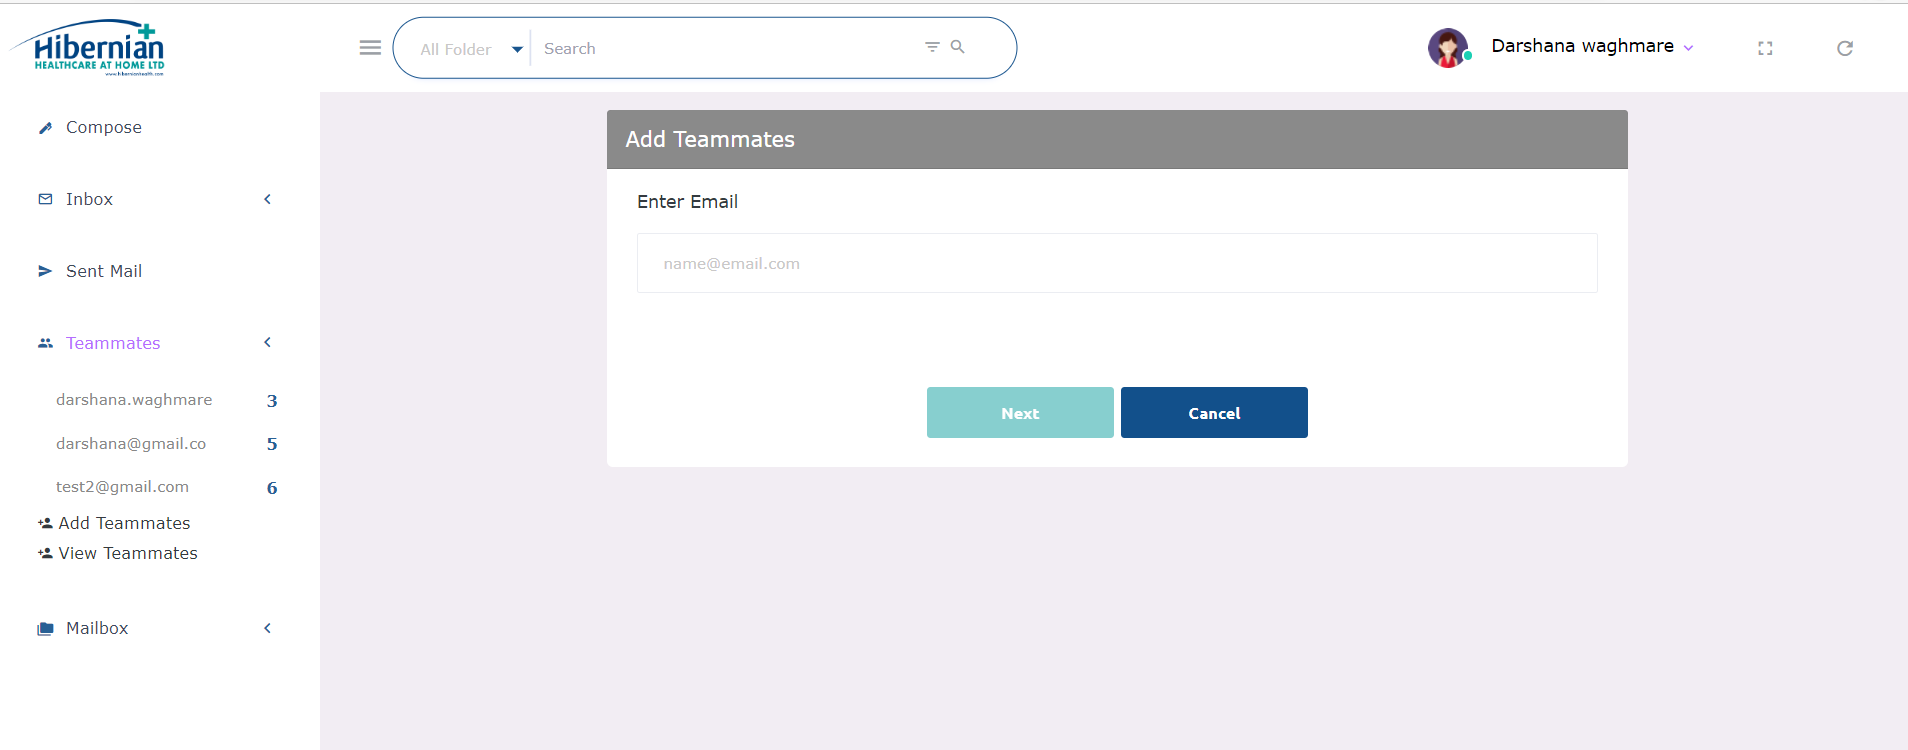 Hibernian
HEALTHCARE AT HOME LTD
www.hibernianhealth.com
All Folder
Search
Darshana waghmare
Compose
Inbox
Sent Mail
Teammates
darshana.waghmare 3
darshana@gmail.co 5
test2@gmail.com 6
Add Teammates
View Teammates
Mailbox
Add Teammates
Enter Email
name@email.com
Next
Cancel